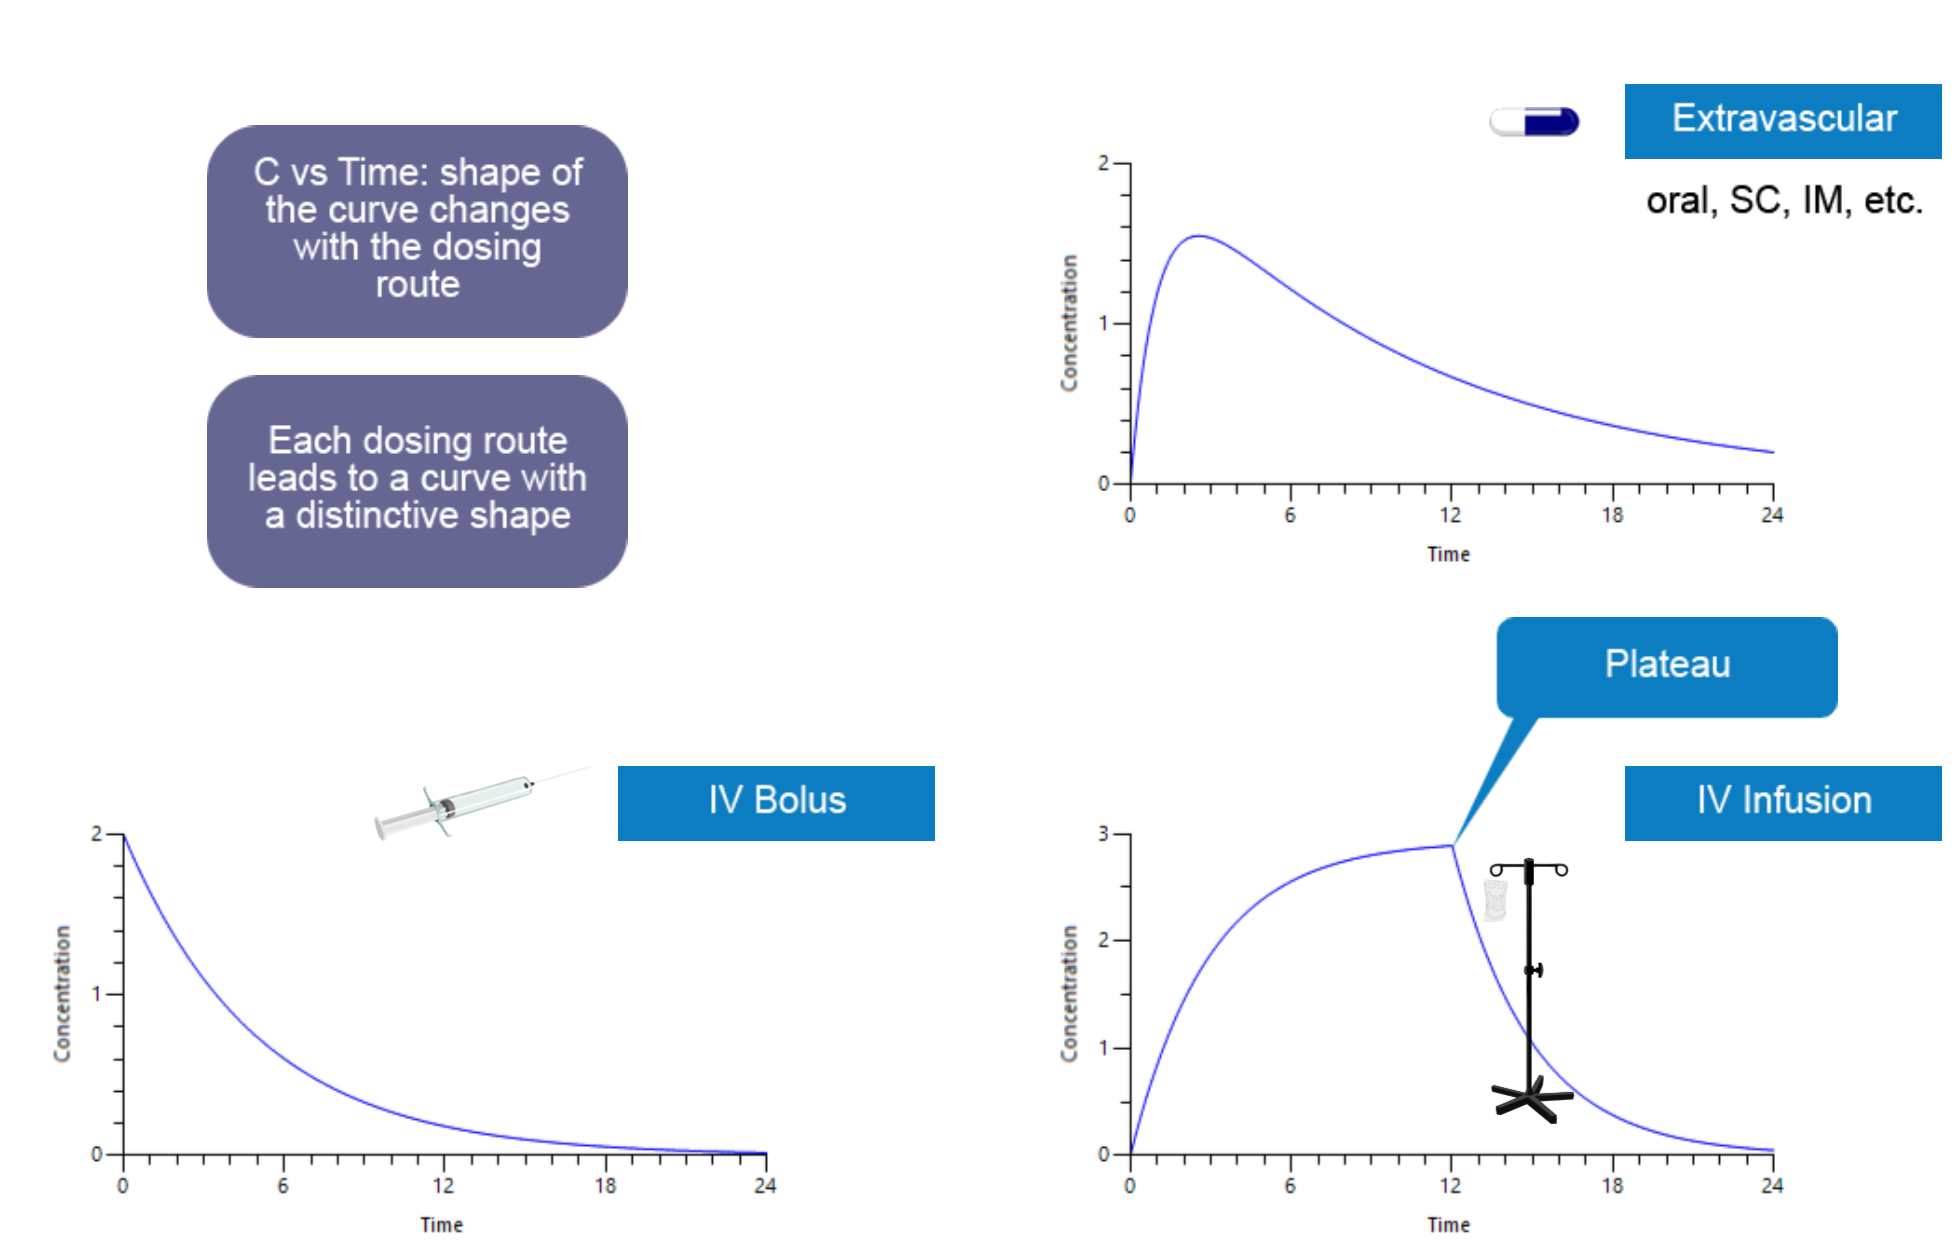 C vs Time: shape of
the curve changes
with the dosing
route
Each dosing route
leads to a curve with
a distinctive shape
Extravascular
oral, SC, IM, etc.
2
1
0
Concentration
0 6 12 18 24
Time
IV Bolus
2
1
0
Concentration
0 6 12 18 24
Time
Plateau
IV Infusion
3
2
1
0
Concentration
0 6 12 18 24
Time